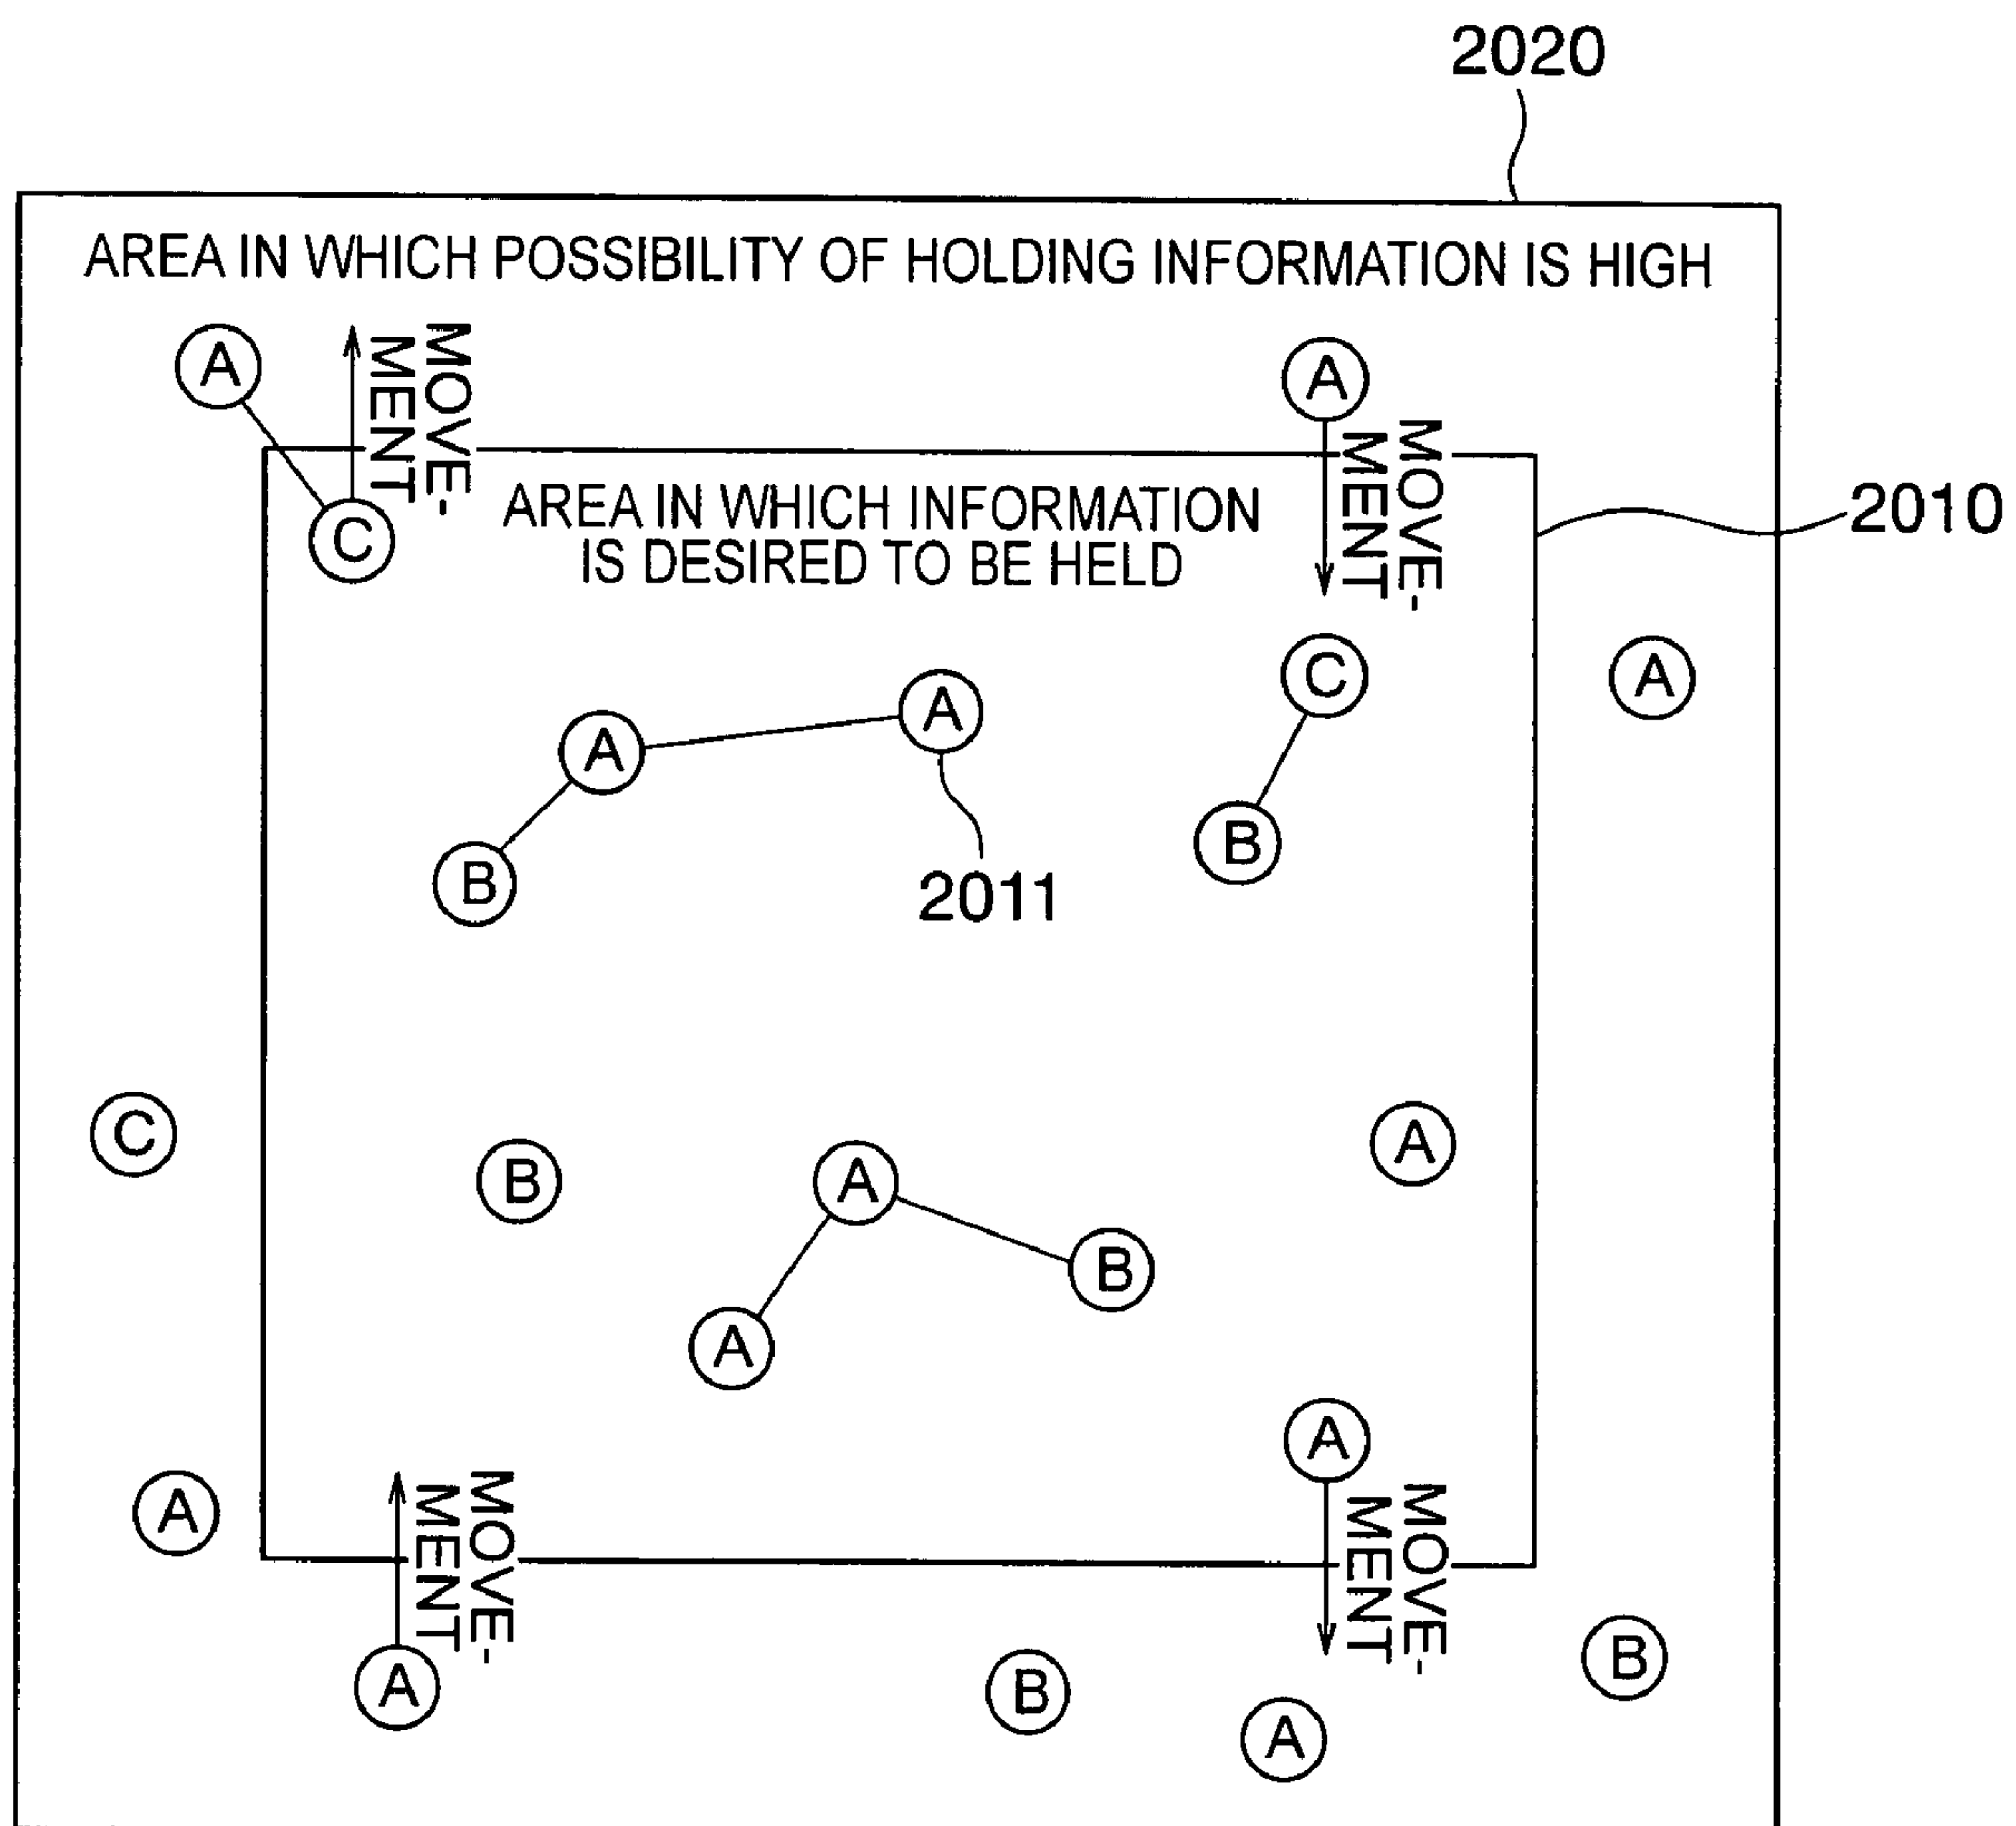 2020
AREA IN WHICH POSSIBILITY OF HOLDING INFORMATION IS HIGH
A
MOVE-
MENT
A
MOVE-
MENT
C
AREA IN WHICH INFORMATION
IS DESIRED TO BE HELD
2010
C
A
A
A
B
B
2011
C
B
A
A
B
A
A
A
MOVE-
MENT
MOVE-
MENT
A
B
B
A